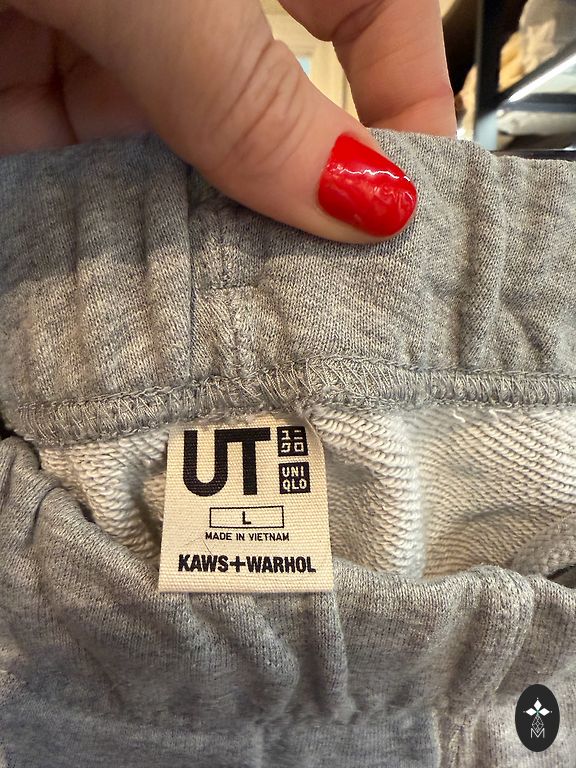 UT
ユニ
クロ
UNI
QLO
L
MADE IN VIETNAM
KAWS+WARHOL
M